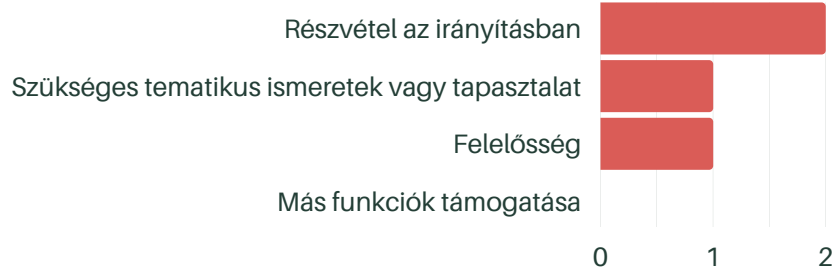 Részvétel az irányításban
Szükséges tematikus ismeretek vagy tapasztalat
Felelősség
Más funkciók támogatása
0 1 2